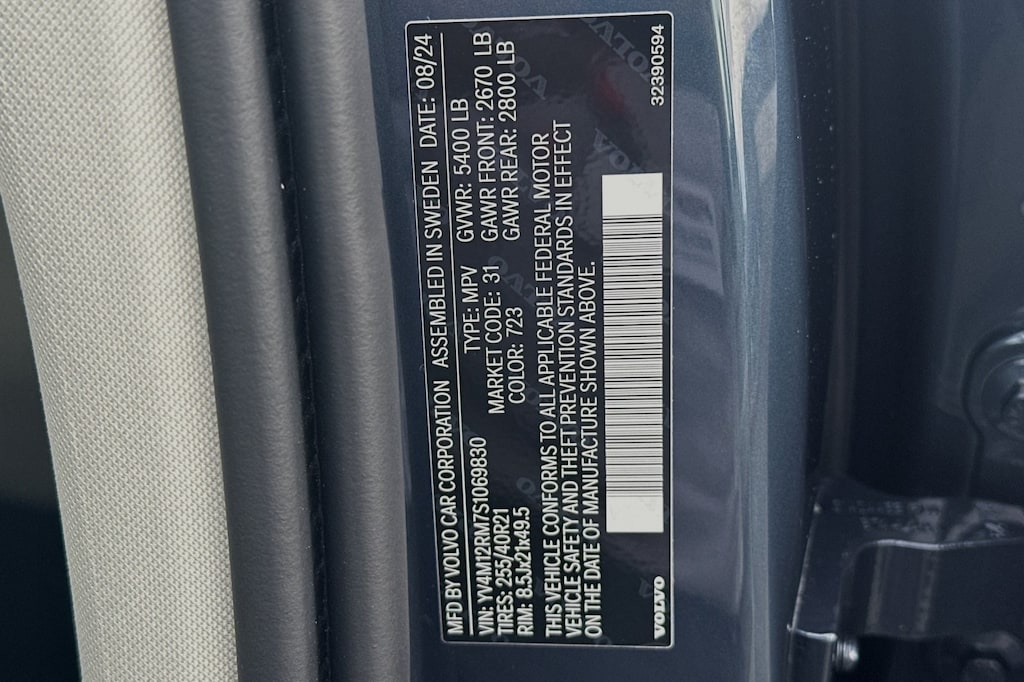 MFD BY VOLVO CAR CORPORATION ASSEMBLED IN SWEDEN DATE: 08/24
VIN: YV4M12RM7S1069830 TYPE: MPV GVWR: 5400 LB
TIRES: 255/40R21 MARKET CODE: 31 GAWR FRONT: 2670 LB
RIM: 8.5Jx21x49.5 COLOR: 723 GAWR REAR: 2800 LB
THIS VEHICLE CONFORMS TO ALL APPLICABLE FEDERAL MOTOR
VEHICLE SAFETY AND THEFT PREVENTION STANDARDS IN EFFECT
ON THE DATE OF MANUFACTURE SHOWN ABOVE.
VOLVO 32390594